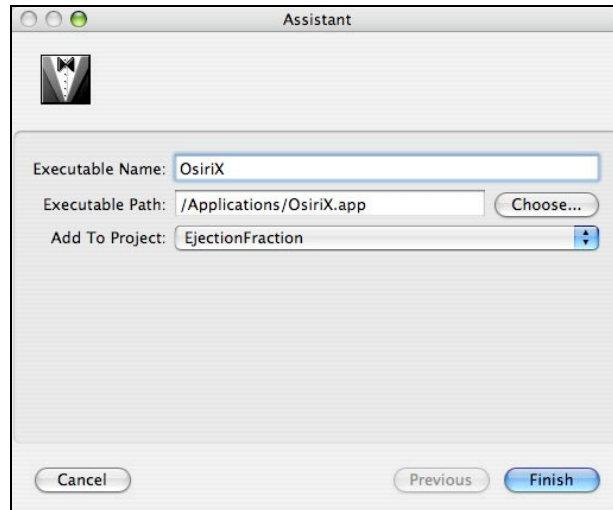 Assistant
Executable Name: OsiriX
Executable Path: /Applications/OsiriX.app Choose...
Add To Project: EjectionFraction
Cancel Previous Finish